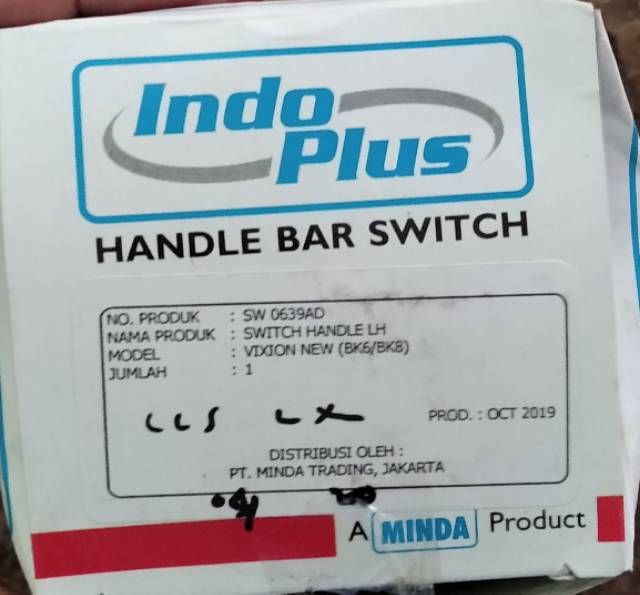 Indo
Plus
HANDLE BAR SWITCH
NO. PRODUK : SW 0639AD
NAMA PRODUK : SWITCH HANDLE LH
MODEL : VIXION NEW (BK6/BK8)
JUMLAH : 1
PROD. : OCT 2019
DISTRIBUSI OLEH :
PT. MINDA TRADING, JAKARTA
A MINDA Product